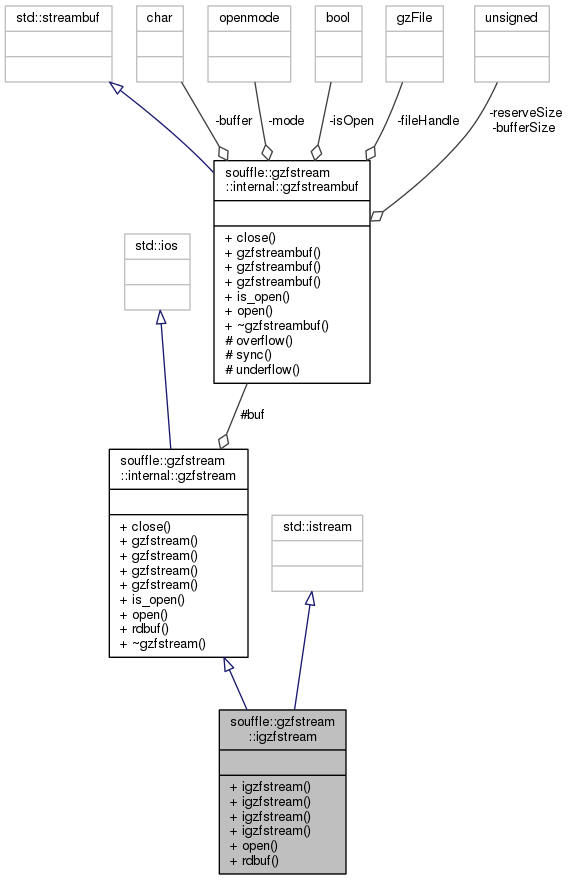 std::streambuf
char
openmode
bool
gzFile
unsigned
-buffer
-mode
-isOpen
-fileHandle
-reserveSize
-bufferSize
souffle::gzfstream
::internal::gzfstreambuf
+ close()
+ gzfstreambuf()
+ gzfstreambuf()
+ gzfstreambuf()
+ is_open()
+ open()
+ ~gzfstreambuf()
# overflow()
# sync()
# underflow()
std::ios
#buf
souffle::gzfstream
::internal::gzfstream
+ close()
+ gzfstream()
+ gzfstream()
+ gzfstream()
+ gzfstream()
+ is_open()
+ open()
+ rdbuf()
+ ~gzfstream()
std::istream
souffle::gzfstream
::igzfstream
+ igzfstream()
+ igzfstream()
+ igzfstream()
+ igzfstream()
+ open()
+ rdbuf()